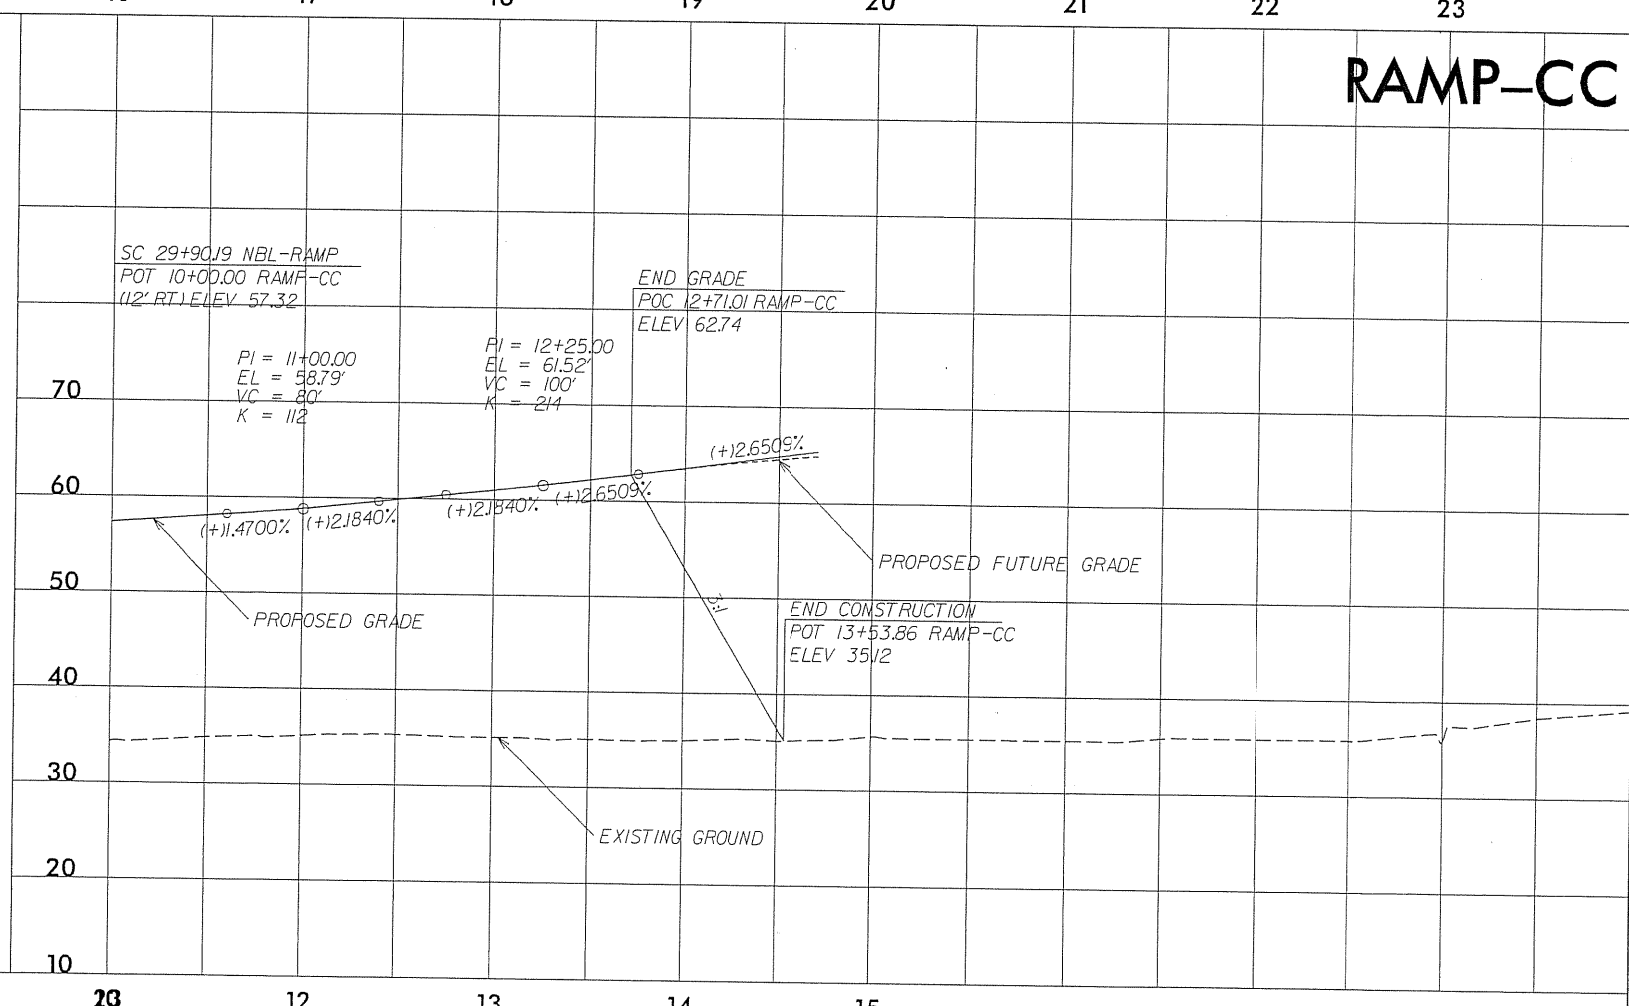 17 18 19 20 21 22 23
RAMP-CC
SC 29+90.19 NBL-RAMP
POT 10+00.00 RAMP-CC
(12' RT) ELEV 57.32
END GRADE
POC 12+71.01 RAMP-CC
ELEV 62.74
PI = 11+00.00
EL = 58.79'
VC = 80'
K = 112
PI = 12+25.00
EL = 61.52'
VC = 100'
K = 214
70
60
50
40
30
20
10
(+)1.4700%
(+)2.1840%
(+)2.1840%
(+)2.6509%
(+)2.6509%
PROPOSED FUTURE GRADE
PROPOSED GRADE
3:1
END CONSTRUCTION
POT 13+53.86 RAMP-CC
ELEV 35.12
EXISTING GROUND
12 13 14 15